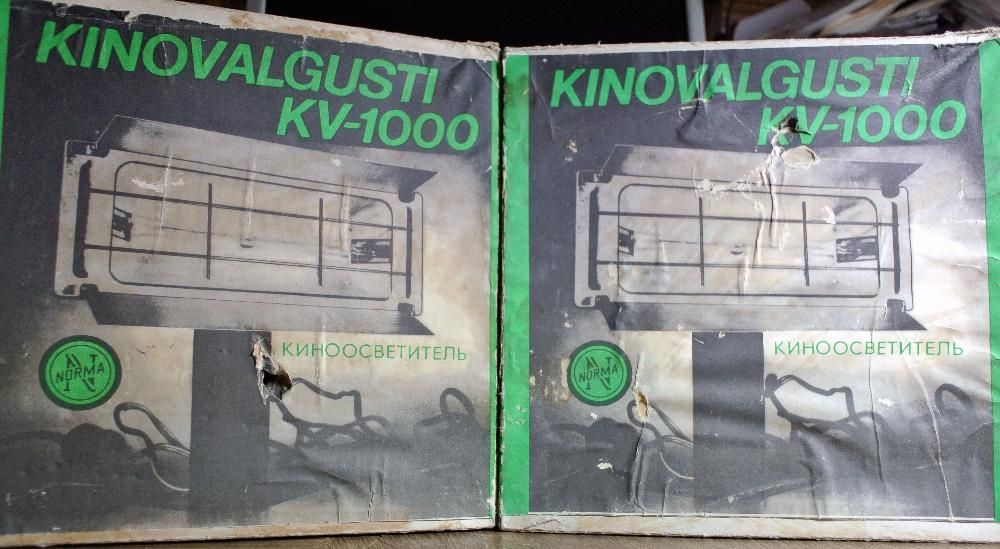 KINOVALGUSTI
KV-1000
КИНООСВЕТИТЕЛЬ
NORMA
KINOVALGUSTI
KV-1000
КИНООСВЕТИТЕЛЬ
NORMA